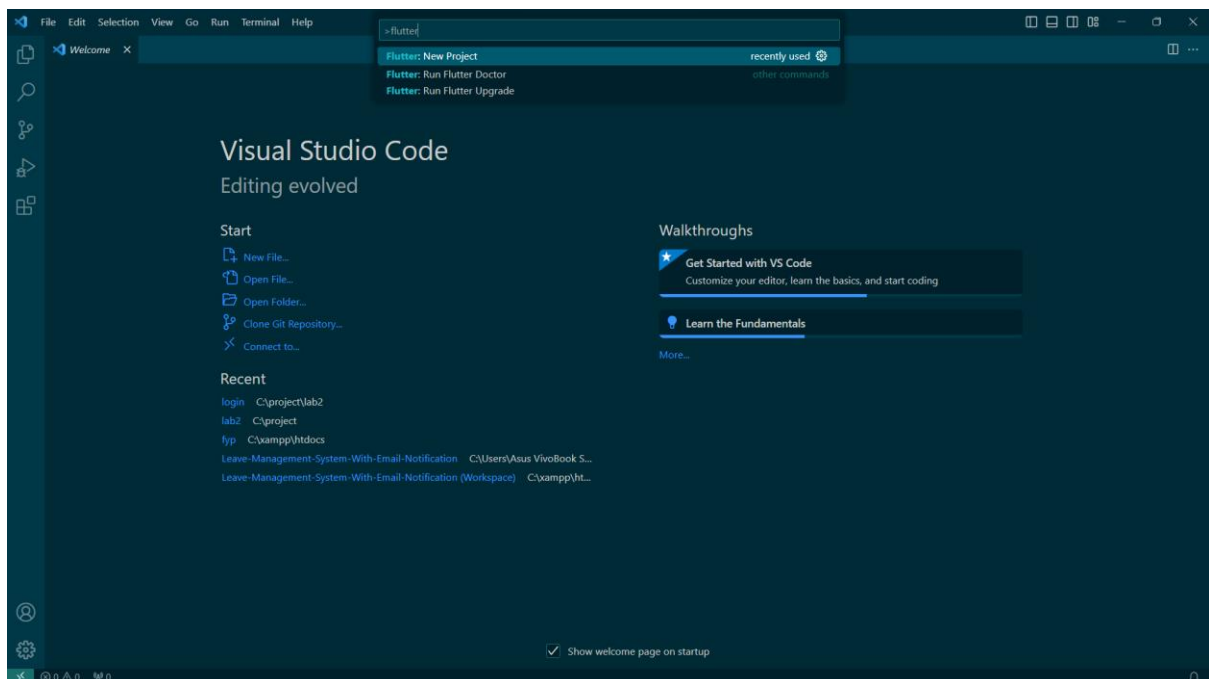 File Edit Selection View Go Run Terminal Help
>flutter
Welcome
Flutter: New Project recently used
Flutter: Run Flutter Doctor other commands
Flutter: Run Flutter Upgrade
Visual Studio Code
Editing evolved
Start
New File...
Open File...
Open Folder...
Clone Git Repository...
Connect to...
Recent
login C:\project\lab2
lab2 C:\project
fyp C:\xampp\htdocs
Leave-Management-System-With-Email-Notification C:\Users\Asus VivoBook S...
Leave-Management-System-With-Email-Notification (Workspace) C:\xampp\ht...
Walkthroughs
Get Started with VS Code
Customize your editor, learn the basics, and start coding
Learn the Fundamentals
More...
Show welcome page on startup
0 0 0